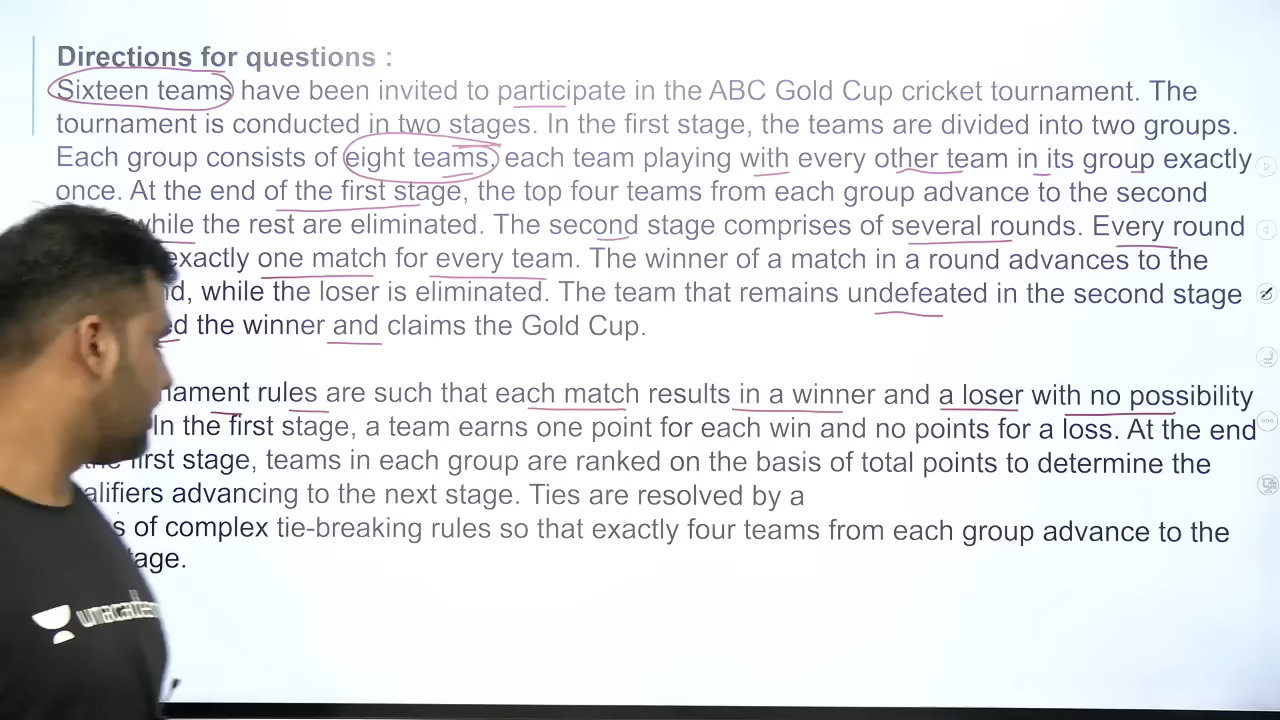 Directions for questions :
Sixteen teams have been invited to participate in the ABC Gold Cup cricket tournament. The
tournament is conducted in two stages. In the first stage, the teams are divided into two groups.
Each group consists of eight teams, each team playing with every other team in its group exactly
once. At the end of the first stage, the top four teams from each group advance to the second
while the rest are eliminated. The second stage comprises of several rounds. Every round
exactly one match for every team. The winner of a match in a round advances to the
while the loser is eliminated. The team that remains undefeated in the second stage
the winner and claims the Gold Cup.
rules are such that each match results in a winner and a loser with no possibility
In the first stage, a team earns one point for each win and no points for a loss. At the end
first stage, teams in each group are ranked on the basis of total points to determine the
advancing to the next stage. Ties are resolved by a
of complex tie-breaking rules so that exactly four teams from each group advance to the
unacademy